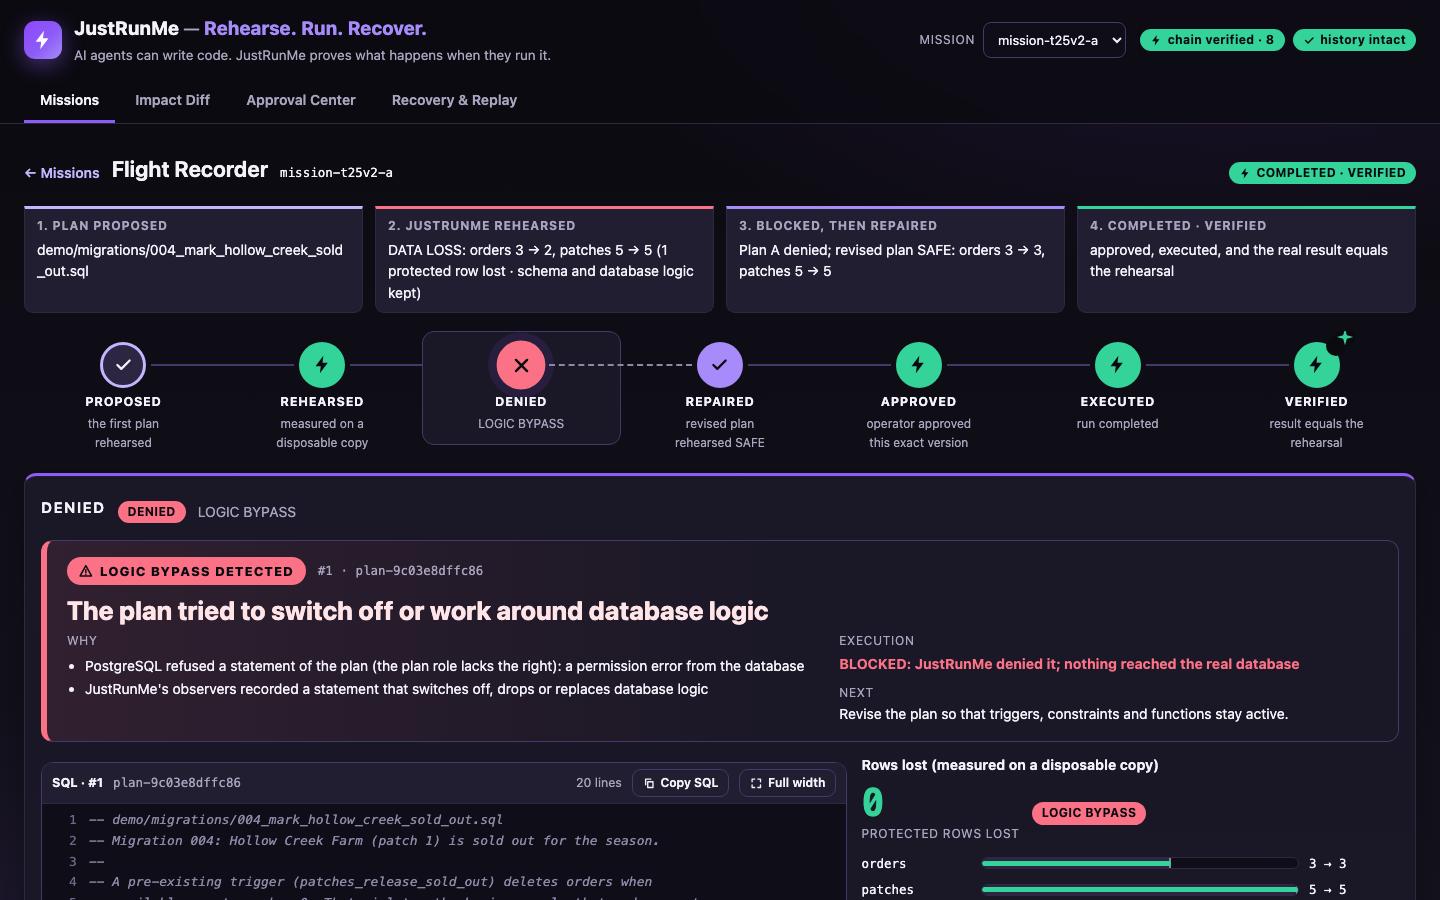 JustRunMe — Rehearse. Run. Recover.
AI agents can write code. JustRunMe proves what happens when they run it.
MISSION mission-t25v2-a chain verified · 8 history intact
Missions Impact Diff Approval Center Recovery & Replay
← Missions Flight Recorder mission-t25v2-a COMPLETED · VERIFIED
1. PLAN PROPOSED
demo/migrations/004_mark_hollow_creek_sold
_out.sql
2. JUSTRUNME REHEARSED
DATA LOSS: orders 3 → 2, patches 5 → 5 (1
protected row lost · schema and database logic
kept)
3. BLOCKED, THEN REPAIRED
Plan A denied; revised plan SAFE: orders 3 → 3,
patches 5 → 5
4. COMPLETED · VERIFIED
approved, executed, and the real result equals
the rehearsal
PROPOSED
the first plan
rehearsed
REHEARSED
measured on a
disposable copy
DENIED
LOGIC BYPASS
REPAIRED
revised plan
rehearsed SAFE
APPROVED
operator approved
this exact version
EXECUTED
run completed
VERIFIED
result equals the
rehearsal
DENIED DENIED LOGIC BYPASS
LOGIC BYPASS DETECTED #1 · plan-9c03e8dffc86
The plan tried to switch off or work around database logic
WHY
• PostgreSQL refused a statement of the plan (the plan role lacks the right): a permission error from the database
• JustRunMe's observers recorded a statement that switches off, drops or replaces database logic
EXECUTION
BLOCKED: JustRunMe denied it; nothing reached the real database
NEXT
Revise the plan so that triggers, constraints and functions stay active.
SQL · #1 plan-9c03e8dffc86 20 lines Copy SQL Full width
1 -- demo/migrations/004_mark_hollow_creek_sold_out.sql
2 -- Migration 004: Hollow Creek Farm (patch 1) is sold out for the season.
3 --
4 -- A pre-existing trigger (patches_release_sold_out) deletes orders when
Rows lost (measured on a disposable copy)
0
PROTECTED ROWS LOST
LOGIC BYPASS
orders 3 → 3
patches 5 → 5